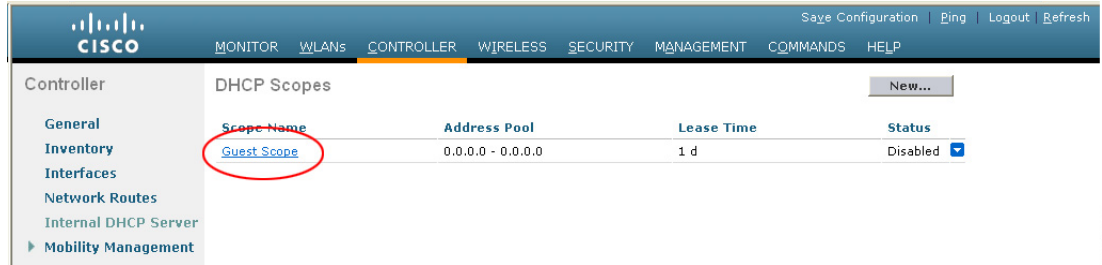 Save Configuration | Ping | Logout | Refresh
CISCO
MONITOR WLANs CONTROLLER WIRELESS SECURITY MANAGEMENT COMMANDS HELP
Controller
DHCP Scopes
New...
General
Inventory
Interfaces
Network Routes
Internal DHCP Server
Mobility Management
Scope Name Address Pool Lease Time Status
Guest Scope 0.0.0.0 - 0.0.0.0 1 d Disabled